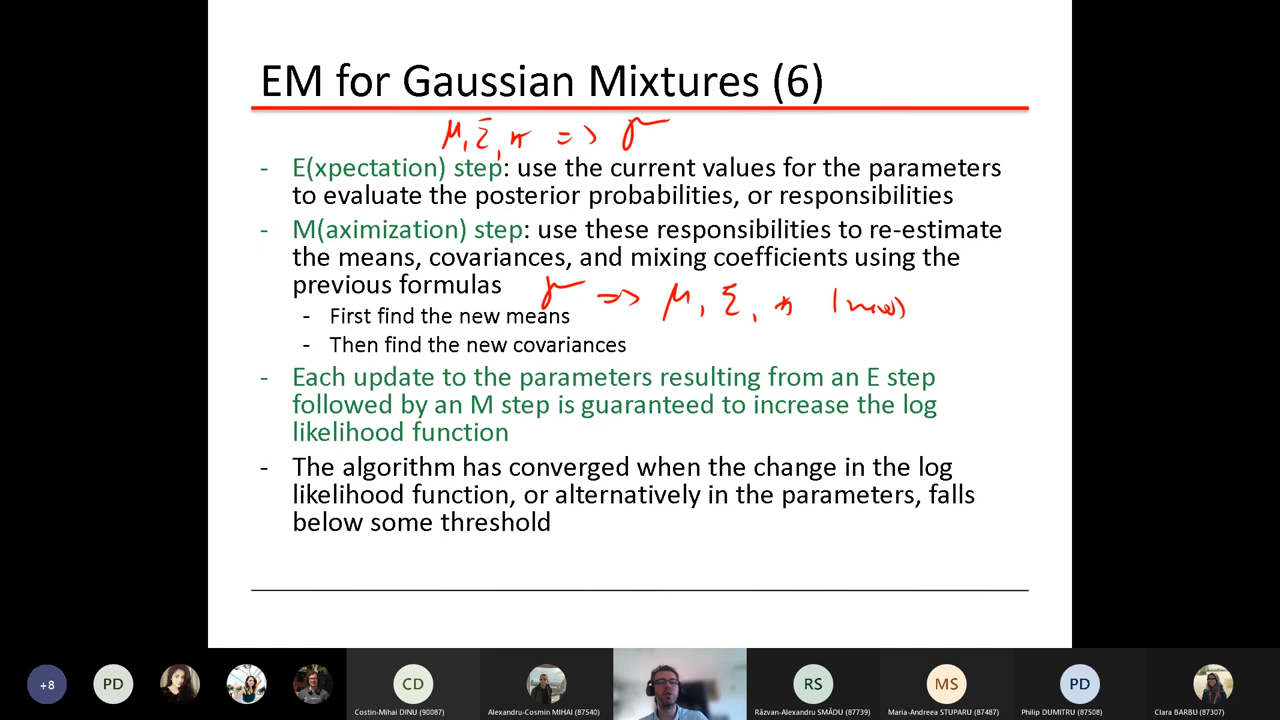 EM for Gaussian Mixtures (6)
μ, Σ, π => γ
- E(xpectation) step: use the current values for the parameters
to evaluate the posterior probabilities, or responsibilities
- M(aximization) step: use these responsibilities to re-estimate
the means, covariances, and mixing coefficients using the
previous formulas
γ => μ, Σ, π (new)
- First find the new means
- Then find the new covariances
- Each update to the parameters resulting from an E step
followed by an M step is guaranteed to increase the log
likelihood function
- The algorithm has converged when the change in the log
likelihood function, or alternatively in the parameters, falls
below some threshold
+8 PD CD RS MS PD
Costin-Mihai DINU (90087) Alexandru-Cosmin MIHAI (87540) Răzvan-Alexandru SMĂDU (87739) Maria-Andreea STUPARU (87487) Philip DUMITRU (87508) Clara BARBU (87307)